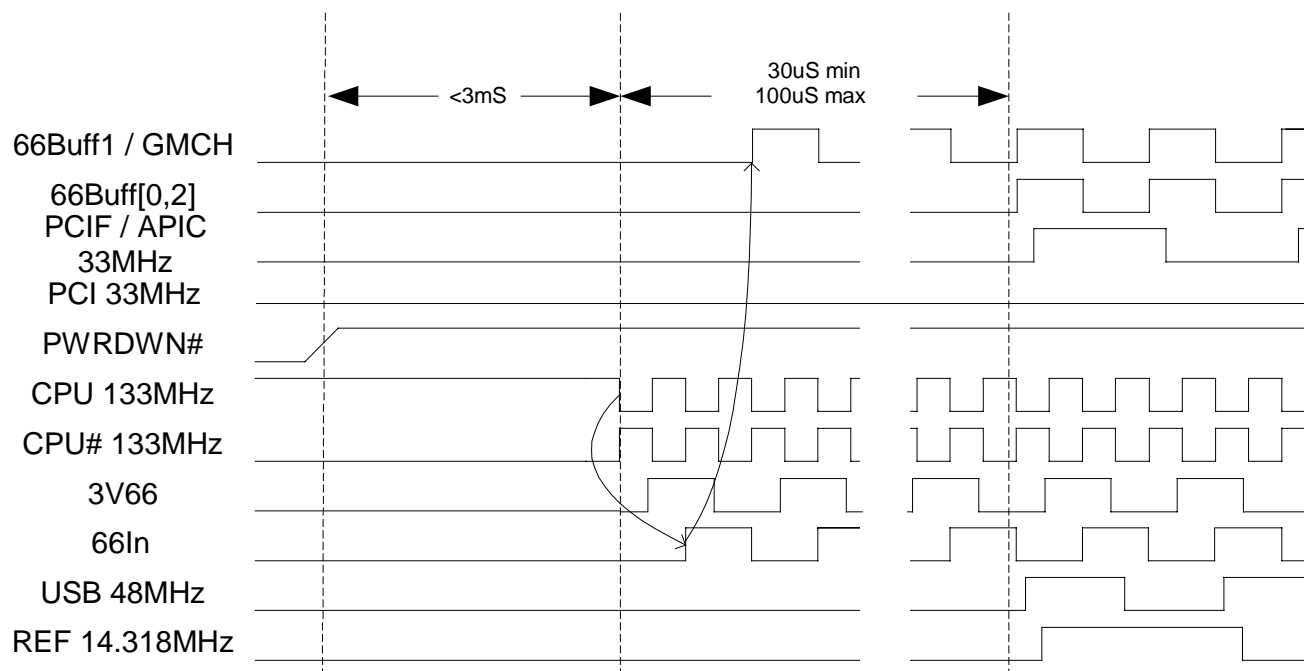 <3mS
30uS min
100uS max
66Buff1 / GMCH
66Buff[0,2]
PCIF / APIC
33MHz
PCI 33MHz
PWRDWN#
CPU 133MHz
CPU# 133MHz
3V66
66In
USB 48MHz
REF 14.318MHz